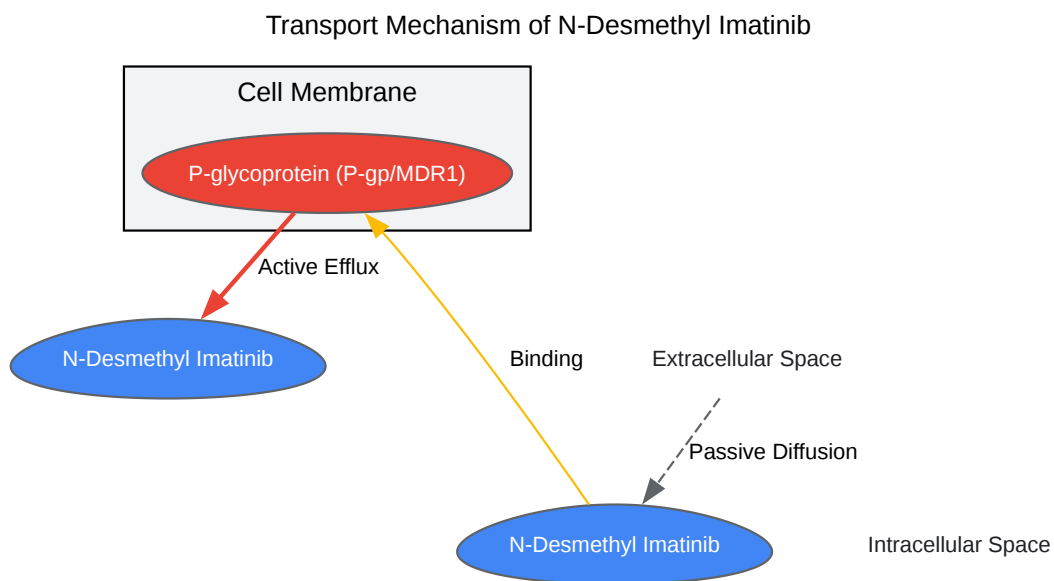 Transport Mechanism of N-Desmethyl Imatinib
Cell Membrane
P-glycoprotein (P-gp/MDR1)
Active Efflux
N-Desmethyl Imatinib
Binding
Extracellular Space
Passive Diffusion
N-Desmethyl Imatinib
Intracellular Space